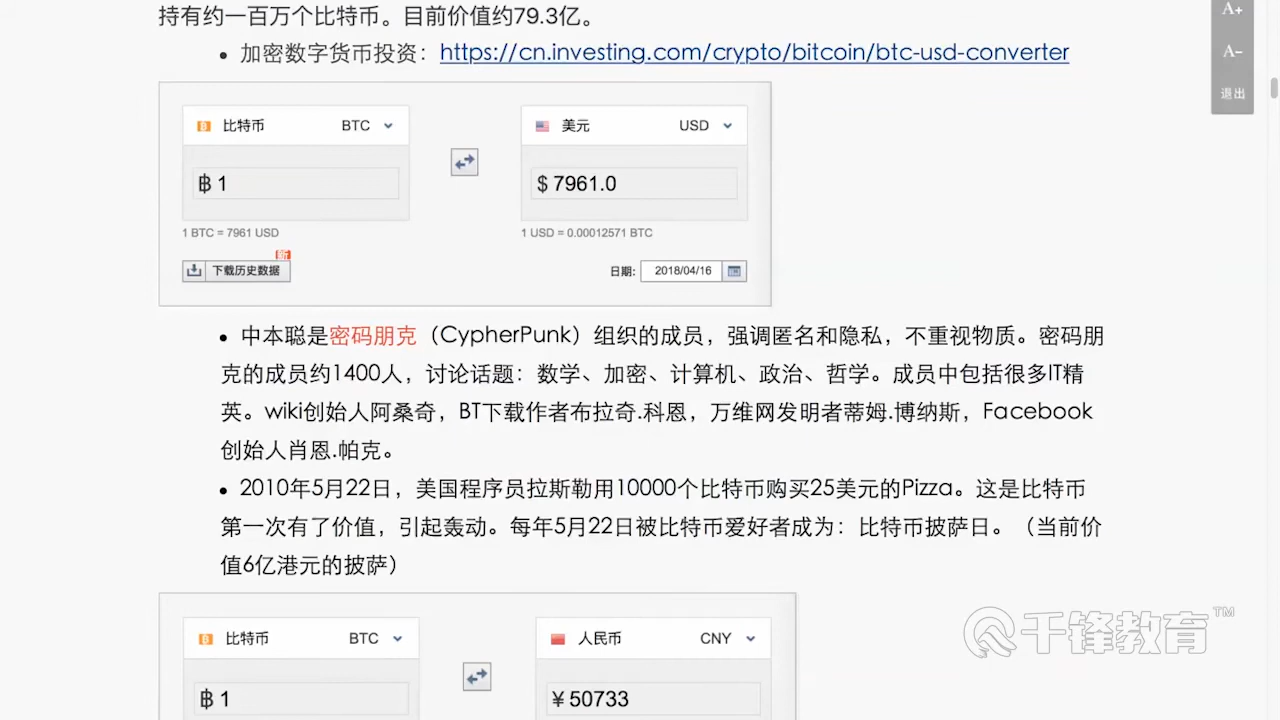 持有约一百万个比特币。目前价值约79.3亿。
A+
• 加密数字货币投资：https://cn.investing.com/crypto/bitcoin/btc-usd-converter
A-
退出
比特币 BTC
美元 USD
฿ 1
$ 7961.0
1 BTC = 7961 USD
1 USD = 0.00012571 BTC
新
下载历史数据
日期: 2018/04/16
• 中本聪是密码朋克（CypherPunk）组织的成员，强调匿名和隐私，不重视物质。密码朋
克的成员约1400人，讨论话题：数学、加密、计算机、政治、哲学。成员中包括很多IT精
英。wiki创始人阿桑奇，BT下载作者布拉奇.科恩，万维网发明者蒂姆.博纳斯，Facebook
创始人肖恩.帕克。
• 2010年5月22日，美国程序员拉斯勒用10000个比特币购买25美元的Pizza。这是比特币
第一次有了价值，引起轰动。每年5月22日被比特币爱好者成为：比特币披萨日。（当前价
值6亿港元的披萨）
千锋教育™
比特币 BTC
人民币 CNY
฿ 1
¥ 50733